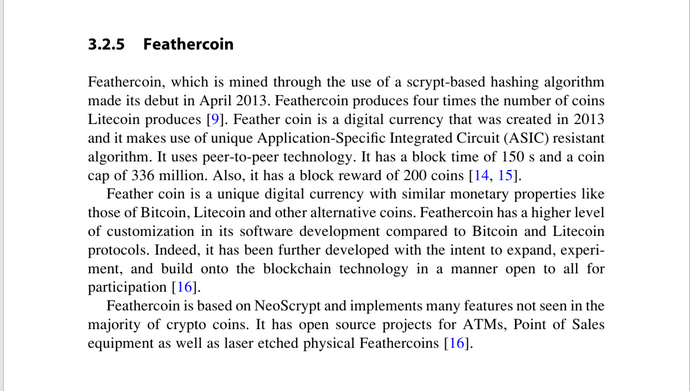 3.2.5 Feathercoin
Feathercoin, which is mined through the use of a scrypt-based hashing algorithm
made its debut in April 2013. Feathercoin produces four times the number of coins
Litecoin produces [9]. Feather coin is a digital currency that was created in 2013
and it makes use of unique Application-Specific Integrated Circuit (ASIC) resistant
algorithm. It uses peer-to-peer technology. It has a block time of 150 s and a coin
cap of 336 million. Also, it has a block reward of 200 coins [14, 15].
Feather coin is a unique digital currency with similar monetary properties like
those of Bitcoin, Litecoin and other alternative coins. Feathercoin has a higher level
of customization in its software development compared to Bitcoin and Litecoin
protocols. Indeed, it has been further developed with the intent to expand, experi-
ment, and build onto the blockchain technology in a manner open to all for
participation [16].
Feathercoin is based on NeoScrypt and implements many features not seen in the
majority of crypto coins. It has open source projects for ATMs, Point of Sales
equipment as well as laser etched physical Feathercoins [16].